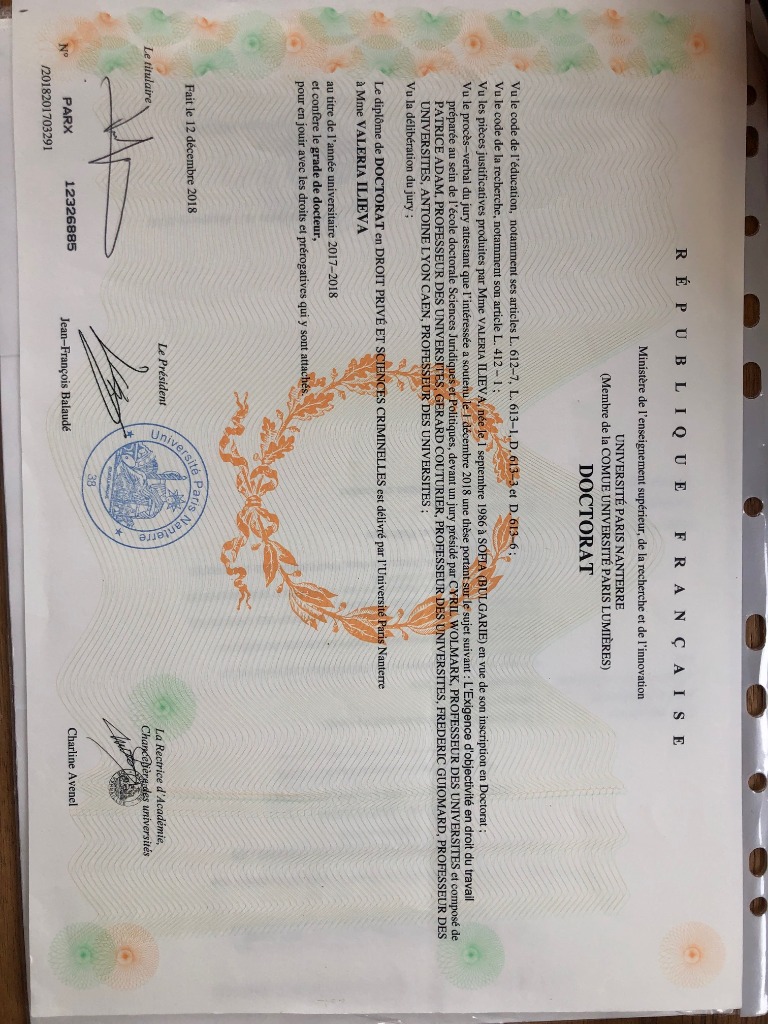 RÉPUBLIQUE FRANÇAISE
Ministère de l'enseignement supérieur, de la recherche et de l'innovation
UNIVERSITÉ PARIS NANTERRE
(Membre de la COMUE UNIVERSITÉ PARIS LUMIÈRES)
DOCTORAT
Vu le code de l'éducation, notamment ses articles L. 612-7, L. 613-1, D. 613-3 et D. 613-6 ;
Vu le code de la recherche, notamment son article L. 412 - 1 ;
Vu les pièces justificatives produites par Mme VALERIA ILIEVA, née le 1 septembre 1986 à SOFIA (BULGARIE) en vue de son inscription en Doctorat ;
Vu le procès-verbal du jury attestant que l'intéressée a soutenu le 1 décembre 2018 une thèse portant sur le sujet suivant : L'Exigence d'objectivité en droit du travail
préparée au sein de l'école doctorale Sciences Juridiques et Politiques, devant un jury présidé par CYRIL WOLMARK, PROFESSEUR DES UNIVERSITES et composé de
PATRICE ADAM, PROFESSEUR DES UNIVERSITES, GERARD COUTURIER, PROFESSEUR DES UNIVERSITES, FREDERIC GUIOMARD, PROFESSEUR DES
UNIVERSITES, ANTOINE LYON CAEN, PROFESSEUR DES UNIVERSITES ;
Vu la délibération du jury ;
Le diplôme de DOCTORAT en DROIT PRIVÉ ET SCIENCES CRIMINELLES est délivré par l'Université Paris Nanterre
à Mme VALERIA ILIEVA
au titre de l'année universitaire 2017-2018
et confère le grade de docteur,
pour en jouir avec les droits et prérogatives qui y sont attachés.
Fait le 12 décembre 2018
Le titulaire
Le Président
La Rectrice d'Académie,
Chancelière des universités
Université Paris Nanterre
38
N° PARX 12326885
Jean-François Balaudé
Charline Avenel
/2018201703291